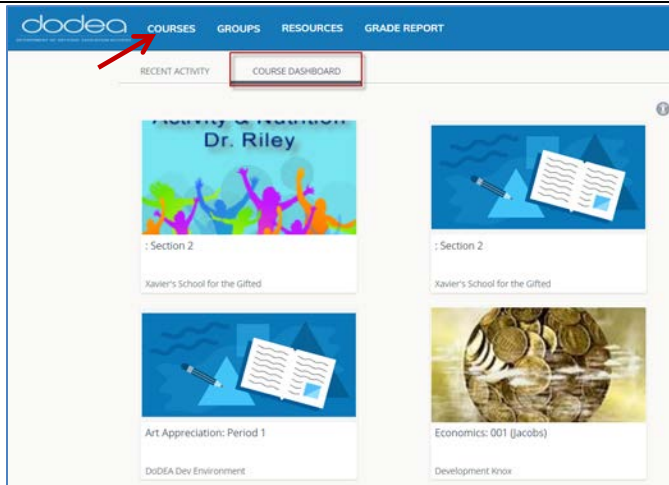 dodea
COURSES GROUPS RESOURCES GRADE REPORT
RECENT ACTIVITY COURSE DASHBOARD
Activity & Nutrition
Dr. Riley
: Section 2
Xavier's School for the Gifted
: Section 2
Xavier's School for the Gifted
Art Appreciation: Period 1
DoDEA Dev Environment
Economics: 001 (Jacobs)
Development Knox